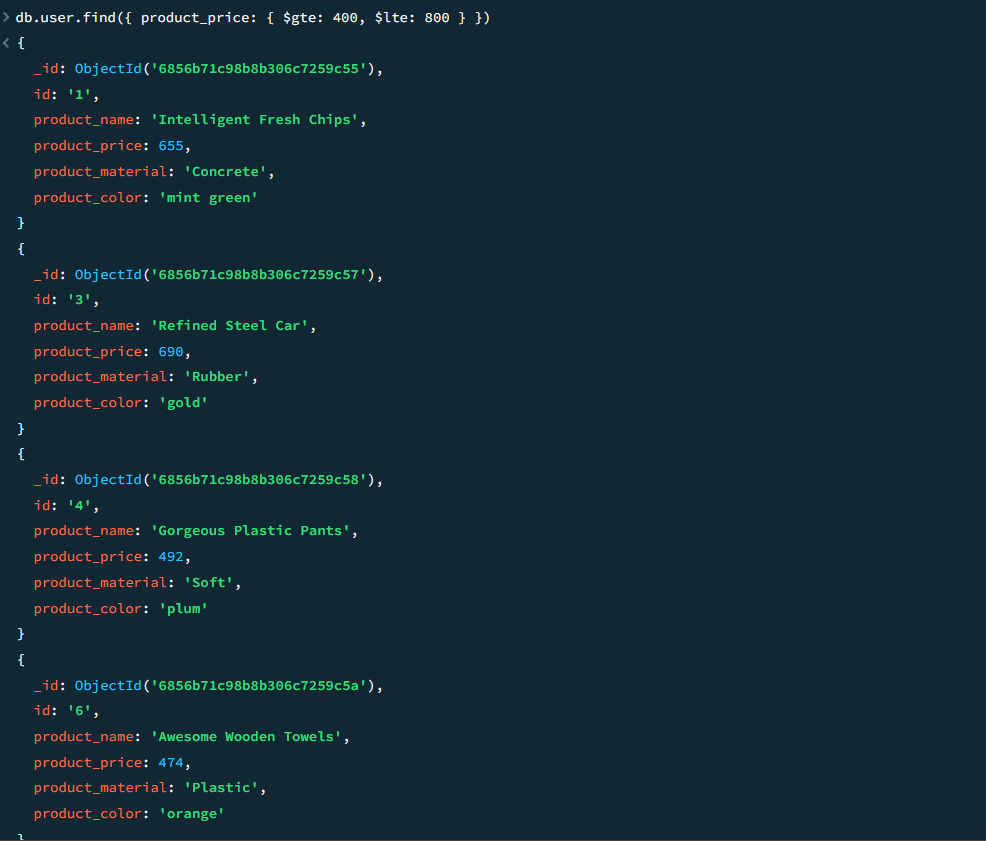 > db.user.find({ product_price: { $gte: 400, $lte: 800 } })
< {
_id: ObjectId('6856b71c98b8b306c7259c55'),
id: '1',
product_name: 'Intelligent Fresh Chips',
product_price: 655,
product_material: 'Concrete',
product_color: 'mint green'
}
{
_id: ObjectId('6856b71c98b8b306c7259c57'),
id: '3',
product_name: 'Refined Steel Car',
product_price: 690,
product_material: 'Rubber',
product_color: 'gold'
}
{
_id: ObjectId('6856b71c98b8b306c7259c58'),
id: '4',
product_name: 'Gorgeous Plastic Pants',
product_price: 492,
product_material: 'Soft',
product_color: 'plum'
}
{
_id: ObjectId('6856b71c98b8b306c7259c5a'),
id: '6',
product_name: 'Awesome Wooden Towels',
product_price: 474,
product_material: 'Plastic',
product_color: 'orange'
}